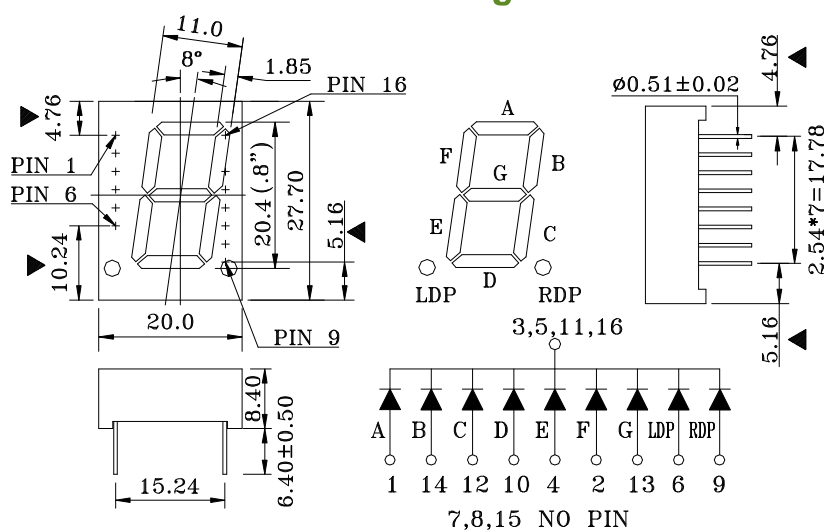 g
11.0
8°
1.85
PIN 16
4.76
PIN 1
PIN 6
10.24
20.4(.8")
27.70
5.16
20.0
PIN 9
A
F
B
G
E
C
D
LDP
RDP
4.76
ø0.51±0.02
2.54*7=17.78
5.16
8.40
6.40±0.50
15.24
3,5,11,16
A B C D E F G LDP RDP
1 14 12 10 4 2 13 6 9
7,8,15 NO PIN